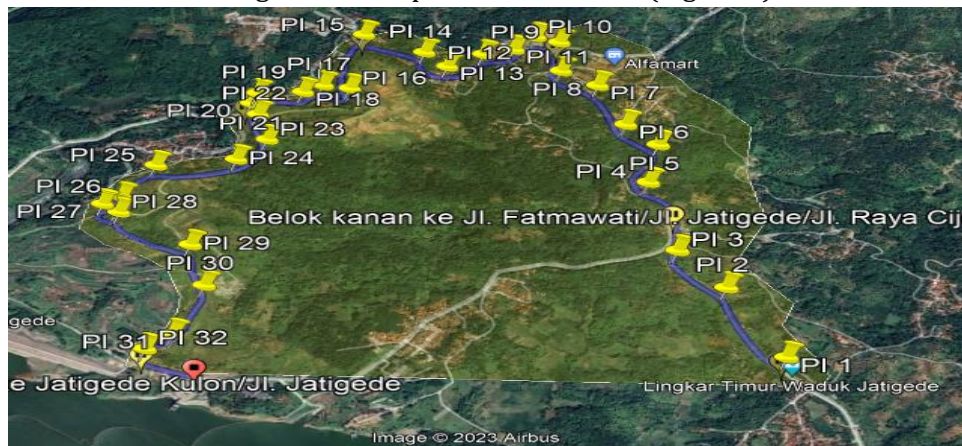 PI 15
PI 14
PI 9
PI 10
PI 12
PI 11
PI 13
Alfamart
PI 19
PI 17
PI 16
PI 22
PI 18
PI 8
PI 7
PI 20
PI 21
PI 23
PI 6
PI 25
PI 24
PI 4
PI 5
PI 26
PI 27
PI 28
Belok kanan ke Jl. Fatmawati/Jl. Jatigede/Jl. Raya Cij
PI 29
PI 3
PI 30
PI 2
gede
PI 31
PI 32
PI 1
e Jatigede Kulon/Jl. Jatigede
Lingkar Timur Waduk Jatigede
Image © 2023 Airbus